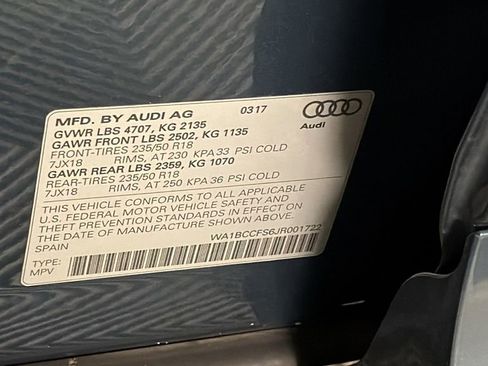 MFD. BY AUDI AG 0317
GVWR LBS 4707, KG 2135
GAWR FRONT LBS 2502, KG 1135
FRONT-TIRES 235/50 R18
7JX18 RIMS, AT 230 KPA 33 PSI COLD
GAWR REAR LBS 2359, KG 1070
REAR-TIRES 235/50 R18
7JX18 RIMS, AT 250 KPA 36 PSI COLD
THIS VEHICLE CONFORMS TO ALL APPLICABLE
U.S. FEDERAL MOTOR VEHICLE SAFETY AND
THEFT PREVENTION STANDARDS IN EFFECT ON
THE DATE OF MANUFACTURE SHOWN ABOVE.
SPAIN WA1BCCFS6JR001722
TYPE:
MPV
Audi